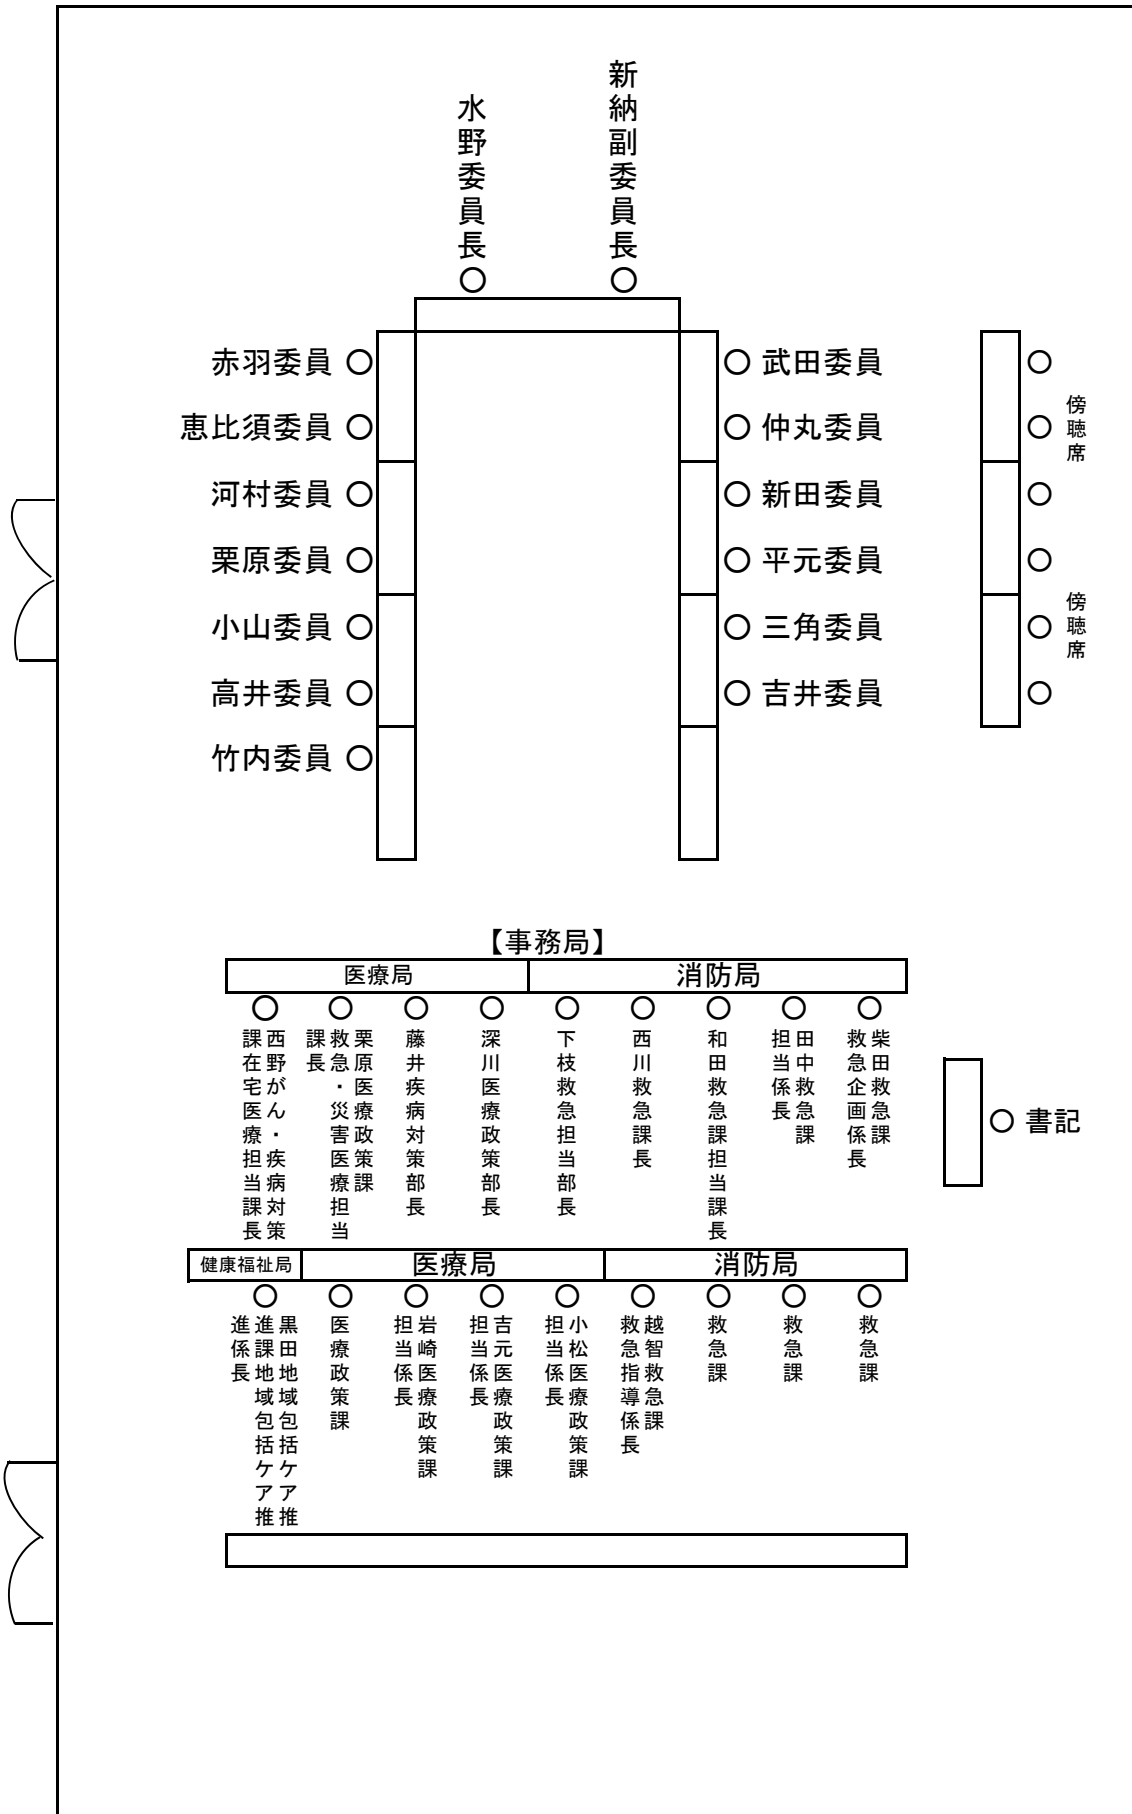 新納副委員長
水野委員長
赤羽委員
武田委員
恵比須委員
仲丸委員
傍聴席
河村委員
新田委員
栗原委員
平元委員
小山委員
三角委員
傍聴席
高井委員
吉井委員
竹内委員
【事務局】
医療局
消防局
柴田救急課
救急企画係長
田中救急課
担当係長
和田救急課担当課長
西川救急課長
下枝救急担当部長
深川医療政策部長
藤井疾病対策部長
栗原医療政策課
救急・災害医療担当
課長
西野がん・疾病対策
課在宅医療担当課長
書記
健康福祉局
医療局
消防局
救急課
救急課
救急課
越智救急課
救急指導係長
小松医療政策課
担当係長
吉元医療政策課
担当係長
岩崎医療政策課
担当係長
医療政策課
黒田地域包括ケア推
進課地域包括ケア推
進係長